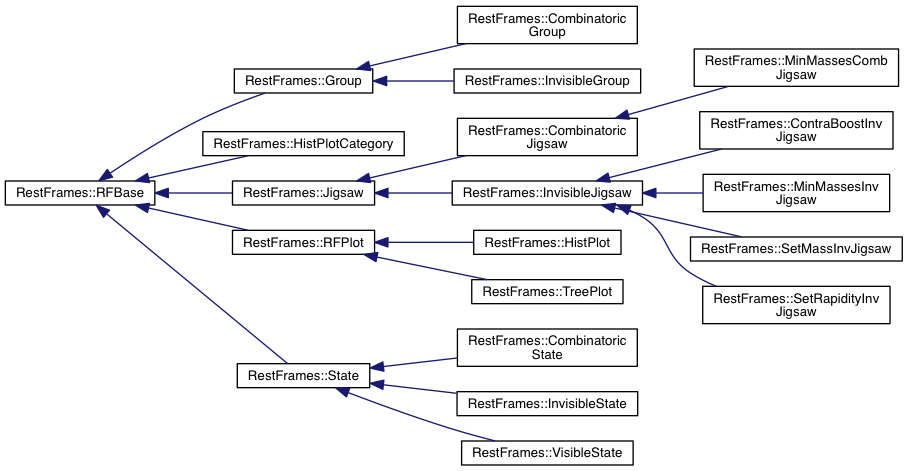 RestFrames::Combinatoric
Group
RestFrames::Group
RestFrames::InvisibleGroup
RestFrames::MinMassesComb
Jigsaw
RestFrames::HistPlotCategory
RestFrames::Combinatoric
Jigsaw
RestFrames::ContraBoostInv
Jigsaw
RestFrames::RFBase
RestFrames::Jigsaw
RestFrames::InvisibleJigsaw
RestFrames::MinMassesInv
Jigsaw
RestFrames::RFPlot
RestFrames::HistPlot
RestFrames::SetMassInvJigsaw
RestFrames::TreePlot
RestFrames::SetRapidityInv
Jigsaw
RestFrames::Combinatoric
State
RestFrames::State
RestFrames::InvisibleState
RestFrames::VisibleState